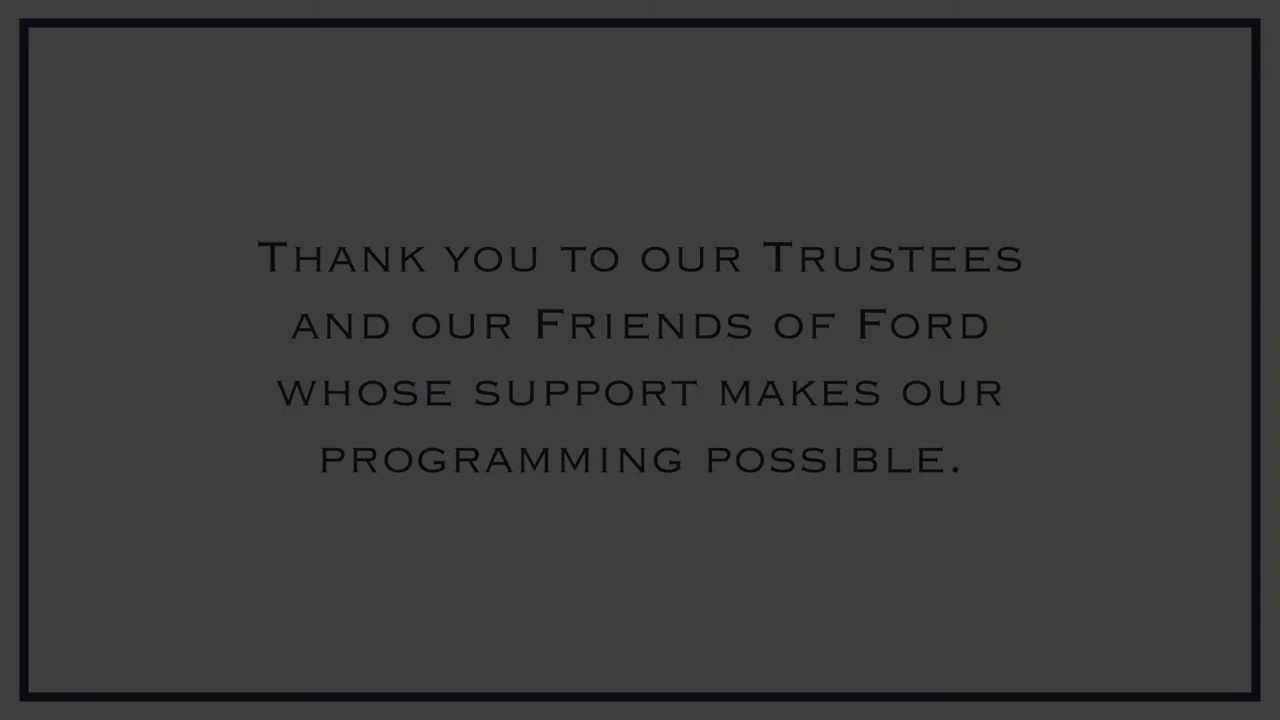 Thank you to our Trustees
and our Friends of Ford
whose support makes our
programming possible.